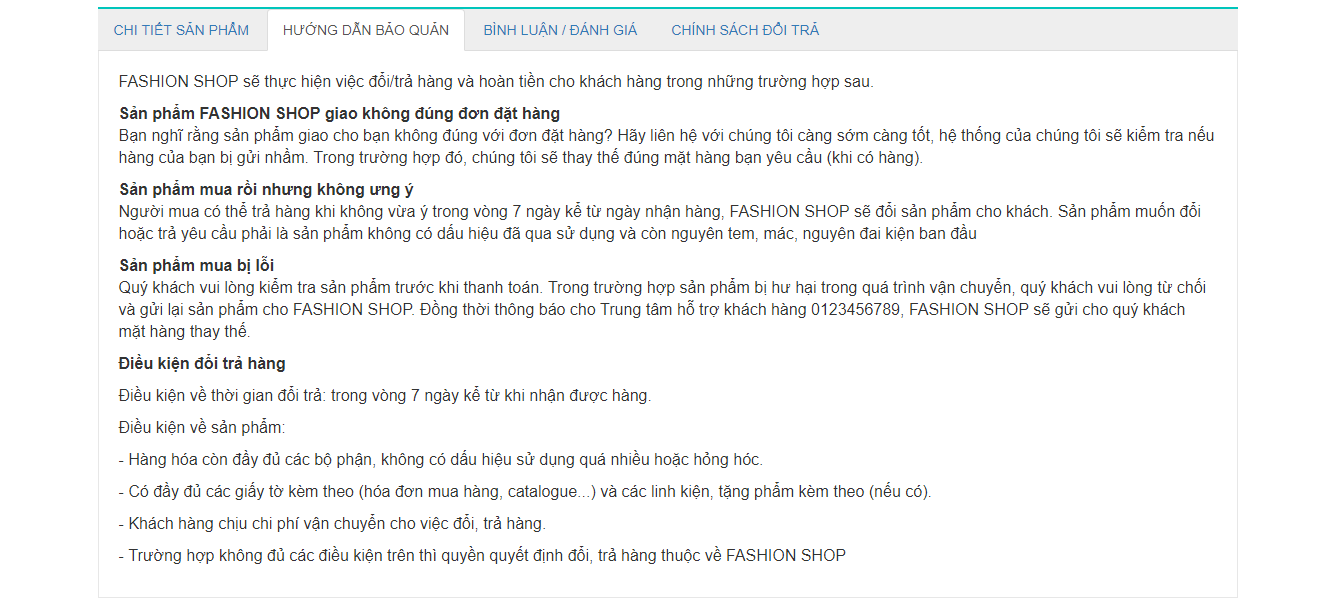 CHI TIẾT SẢN PHẨM HƯỚNG DẪN BẢO QUẢN BÌNH LUẬN / ĐÁNH GIÁ CHÍNH SÁCH ĐỔI TRẢ
FASHION SHOP sẽ thực hiện việc đổi/trả hàng và hoàn tiền cho khách hàng trong những trường hợp sau.
Sản phẩm FASHION SHOP giao không đúng đơn đặt hàng
Bạn nghĩ rằng sản phẩm giao cho bạn không đúng với đơn đặt hàng? Hãy liên hệ với chúng tôi càng sớm càng tốt, hệ thống của chúng tôi sẽ kiểm tra nếu
hàng của bạn bị gửi nhầm. Trong trường hợp đó, chúng tôi sẽ thay thế đúng mặt hàng bạn yêu cầu (khi có hàng).
Sản phẩm mua rồi nhưng không ưng ý
Người mua có thể trả hàng khi không vừa ý trong vòng 7 ngày kể từ ngày nhận hàng, FASHION SHOP sẽ đổi sản phẩm cho khách. Sản phẩm muốn đổi
hoặc trả yêu cầu phải là sản phẩm không có dấu hiệu đã qua sử dụng và còn nguyên tem, mác, nguyên đai kiện ban đầu
Sản phẩm mua bị lỗi
Quý khách vui lòng kiểm tra sản phẩm trước khi thanh toán. Trong trường hợp sản phẩm bị hư hại trong quá trình vận chuyển, quý khách vui lòng từ chối
và gửi lại sản phẩm cho FASHION SHOP. Đồng thời thông báo cho Trung tâm hỗ trợ khách hàng 0123456789, FASHION SHOP sẽ gửi cho quý khách
mặt hàng thay thế.
Điều kiện đổi trả hàng
Điều kiện về thời gian đổi trả: trong vòng 7 ngày kể từ khi nhận được hàng.
Điều kiện về sản phẩm:
- Hàng hóa còn đầy đủ các bộ phận, không có dấu hiệu sử dụng quá nhiều hoặc hỏng hóc.
- Có đầy đủ các giấy tờ kèm theo (hóa đơn mua hàng, catalogue...) và các linh kiện, tặng phẩm kèm theo (nếu có).
- Khách hàng chịu chi phí vận chuyển cho việc đổi, trả hàng.
- Trường hợp không đủ các điều kiện trên thì quyền quyết định đổi, trả hàng thuộc về FASHION SHOP